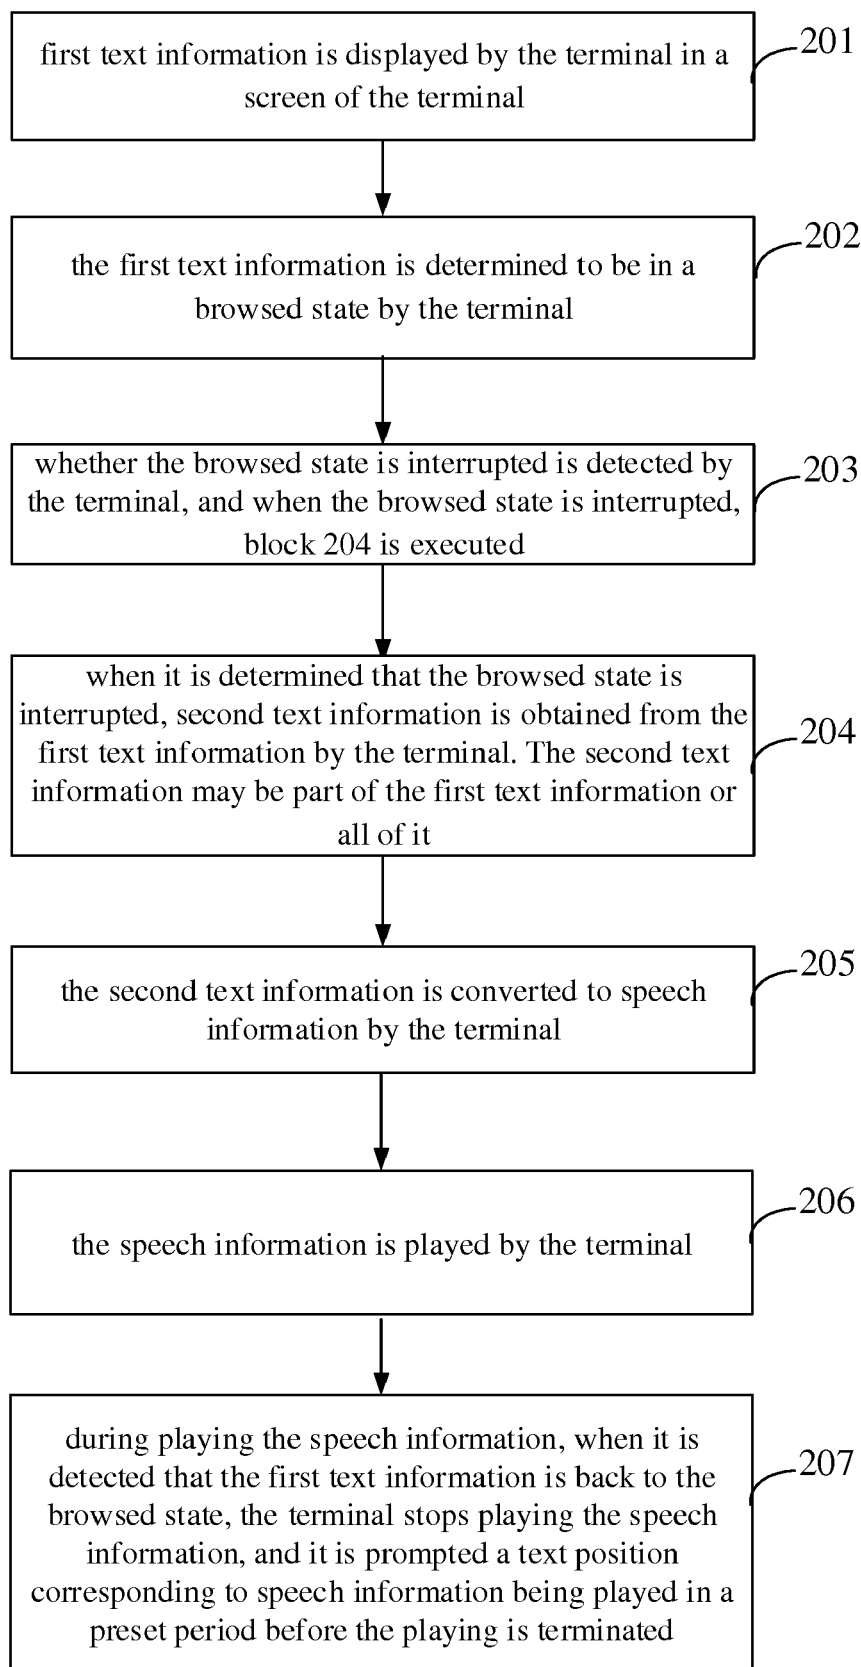 first text information is displayed by the terminal in a
screen of the terminal
201
the first text information is determined to be in a
browsed state by the terminal
202
whether the browsed state is interrupted is detected by
the terminal, and when the browsed state is interrupted,
block 204 is executed
203
when it is determined that the browsed state is
interrupted, second text information is obtained from the
first text information by the terminal. The second text
information may be part of the first text information or
all of it
204
the second text information is converted to speech
information by the terminal
205
the speech information is played by the terminal
206
during playing the speech information, when it is
detected that the first text information is back to the
browsed state, the terminal stops playing the speech
information, and it is prompted a text position
corresponding to speech information being played in a
preset period before the playing is terminated
207